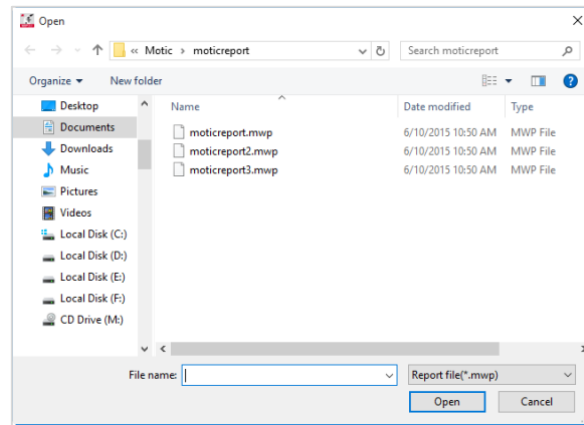 Open
« Motic › moticreport
Search moticreport
Organize
New folder
Name
Date modified
Type
Desktop
Documents
Downloads
Music
Pictures
Videos
Local Disk (C:)
Local Disk (D:)
Local Disk (E:)
Local Disk (F:)
CD Drive (M:)
moticreport.mwp 6/10/2015 10:50 AM MWP File
moticreport2.mwp 6/10/2015 10:50 AM MWP File
moticreport3.mwp 6/10/2015 10:50 AM MWP File
File name:
Report file(*.mwp)
Open
Cancel